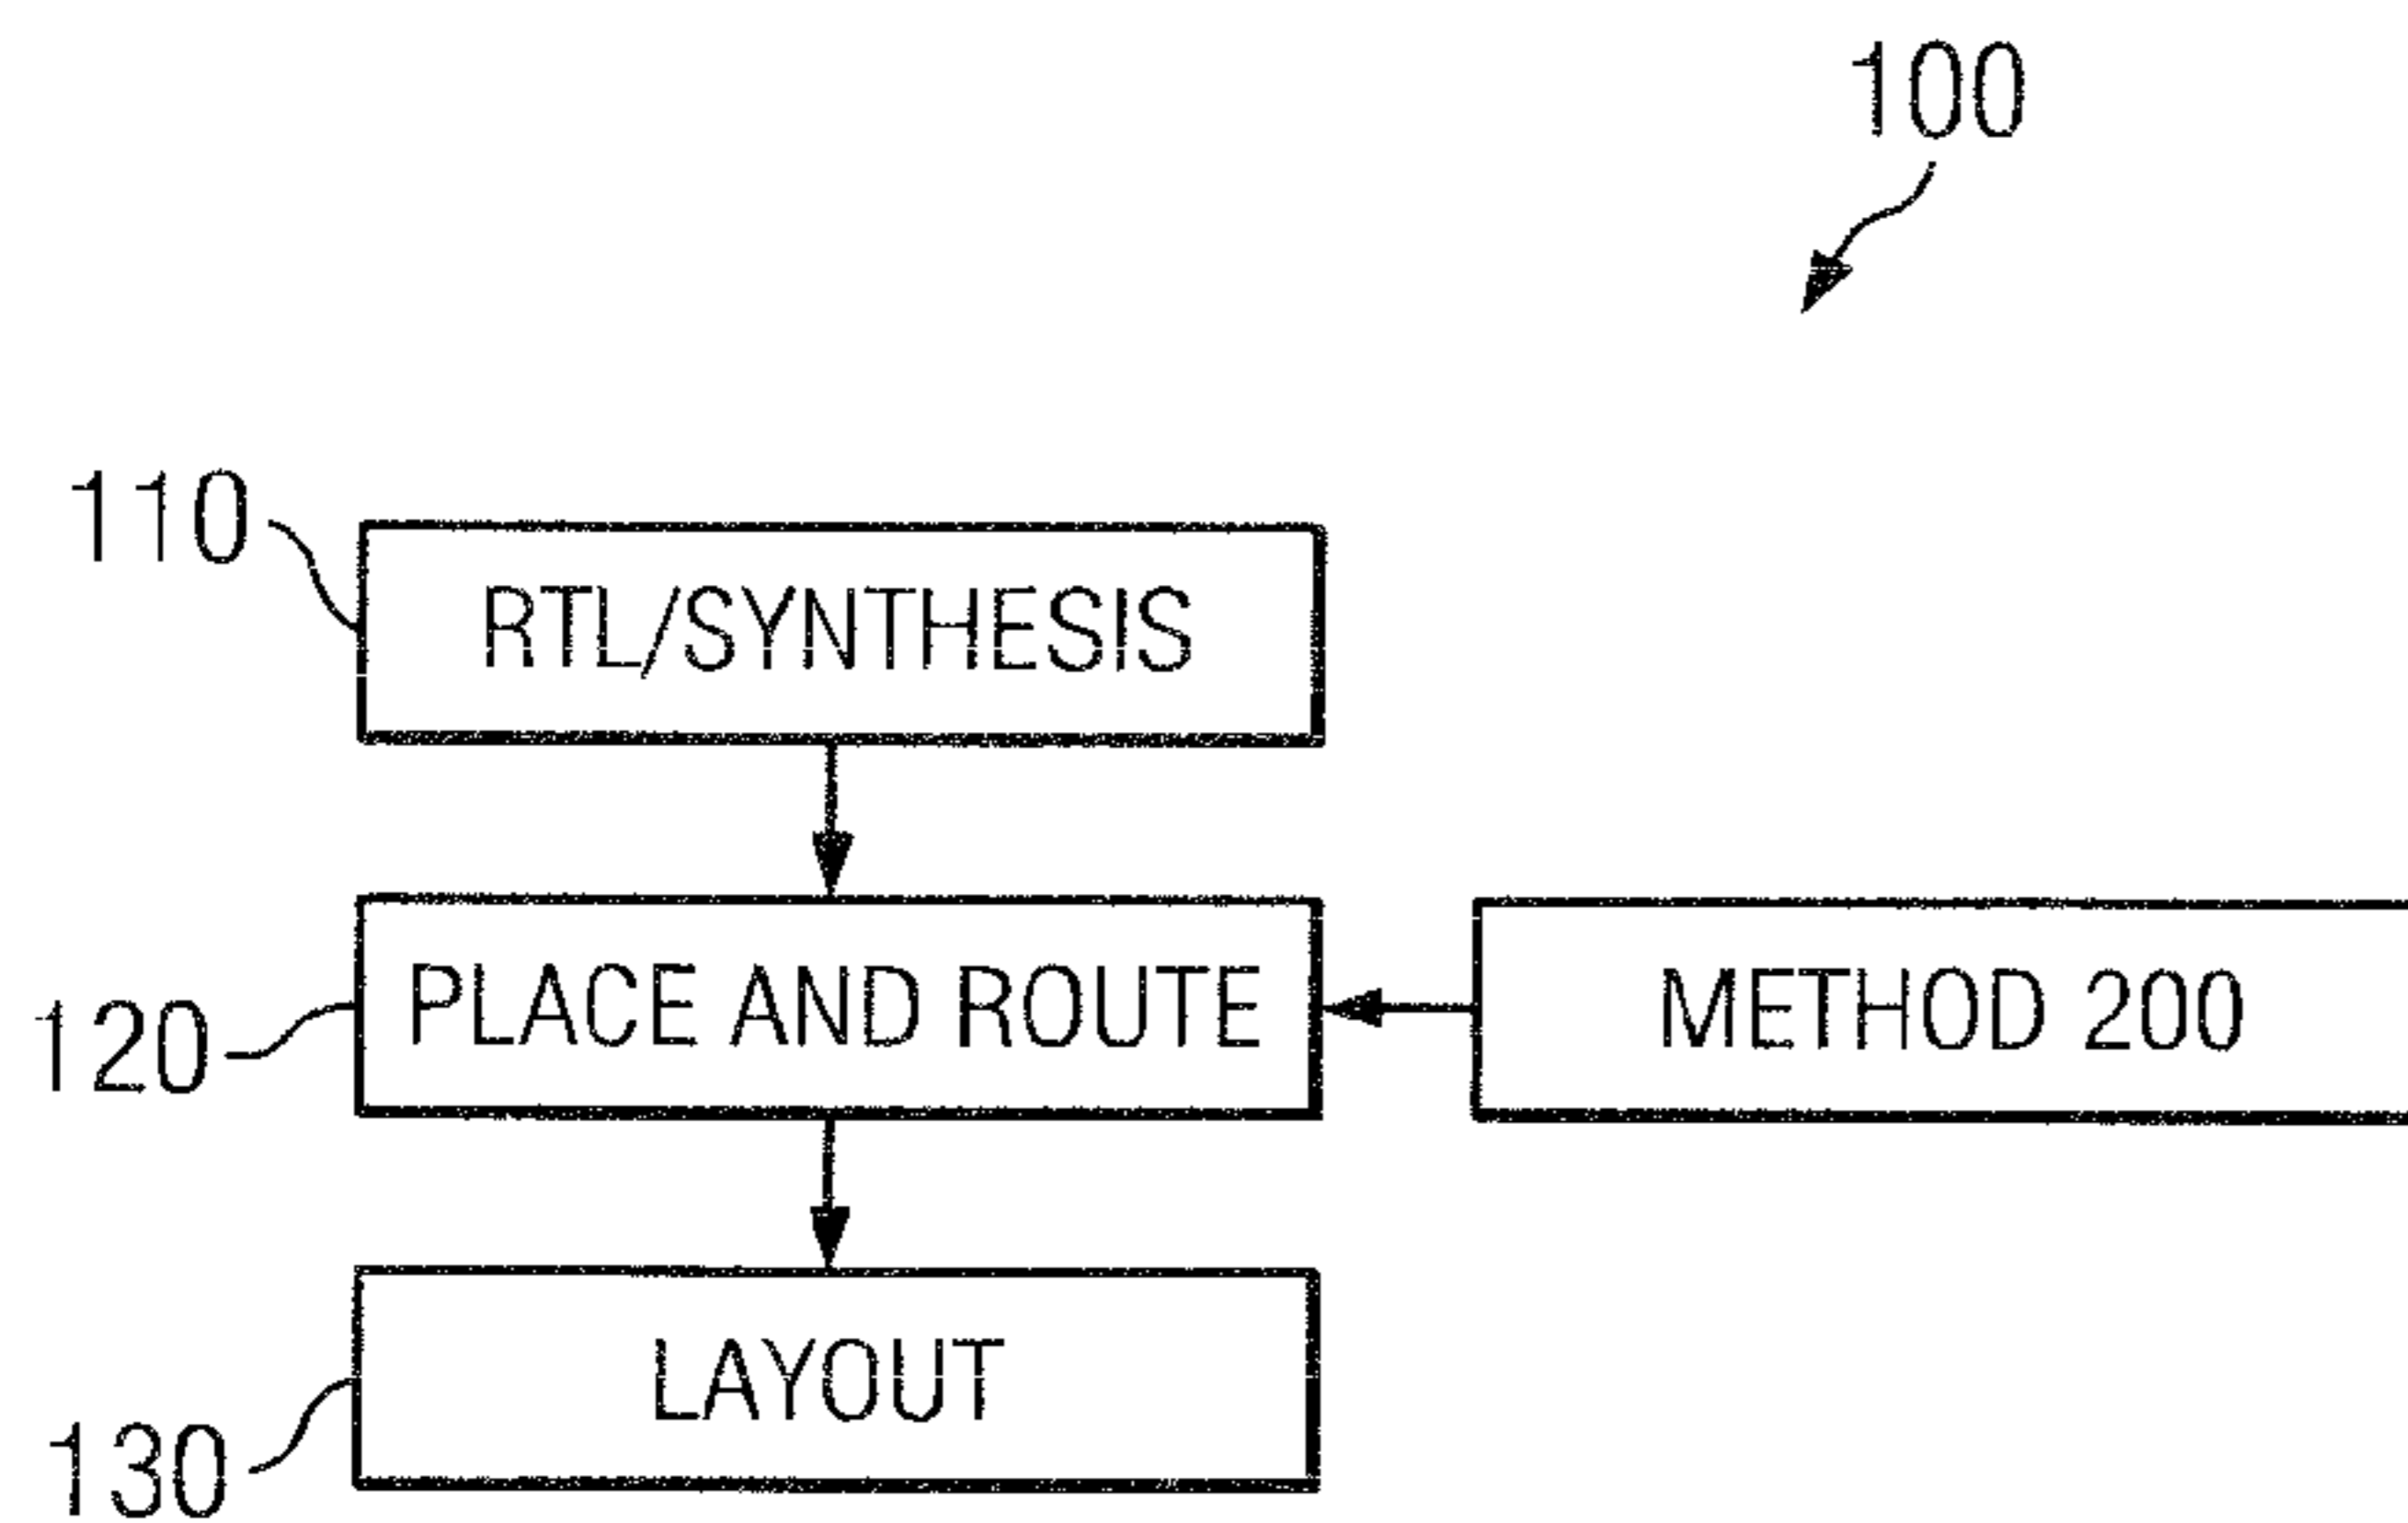 100
110
RTL/SYNTHESIS
120
PLACE AND ROUTE
METHOD 200
130
LAYOUT